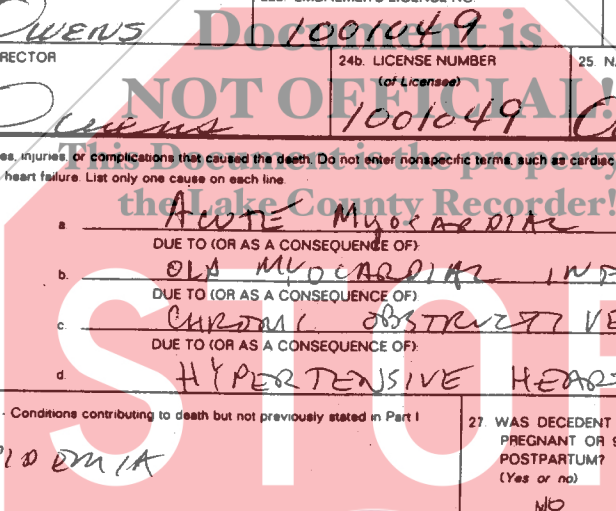 OWENS 1001049
Document is
RECTOR 24b. LICENSE NUMBER 25. N
(of Licensee)
NOT OFFICIAL!
Owens 1001049
es, injuries, or complications that caused the death. Do not enter nonspecific terms, such as cardiac
This Document is the property
heart failure. List only one cause on each line.
the Lake County Recorder!
a. ACUTE MYOCARDIAL
DUE TO (OR AS A CONSEQUENCE OF):
b. OLD MYOCARDIAL INF
DUE TO (OR AS A CONSEQUENCE OF):
c. CHRONIC OBSTRUCTIVE
DUE TO (OR AS A CONSEQUENCE OF):
d. HYPERTENSIVE HEAR
STOP
- Conditions contributing to death but not previously stated in Part I 27. WAS DECEDENT
PREGNANT OR
POSTPARTUM?
(Yes or no)
IDEMIA
NO